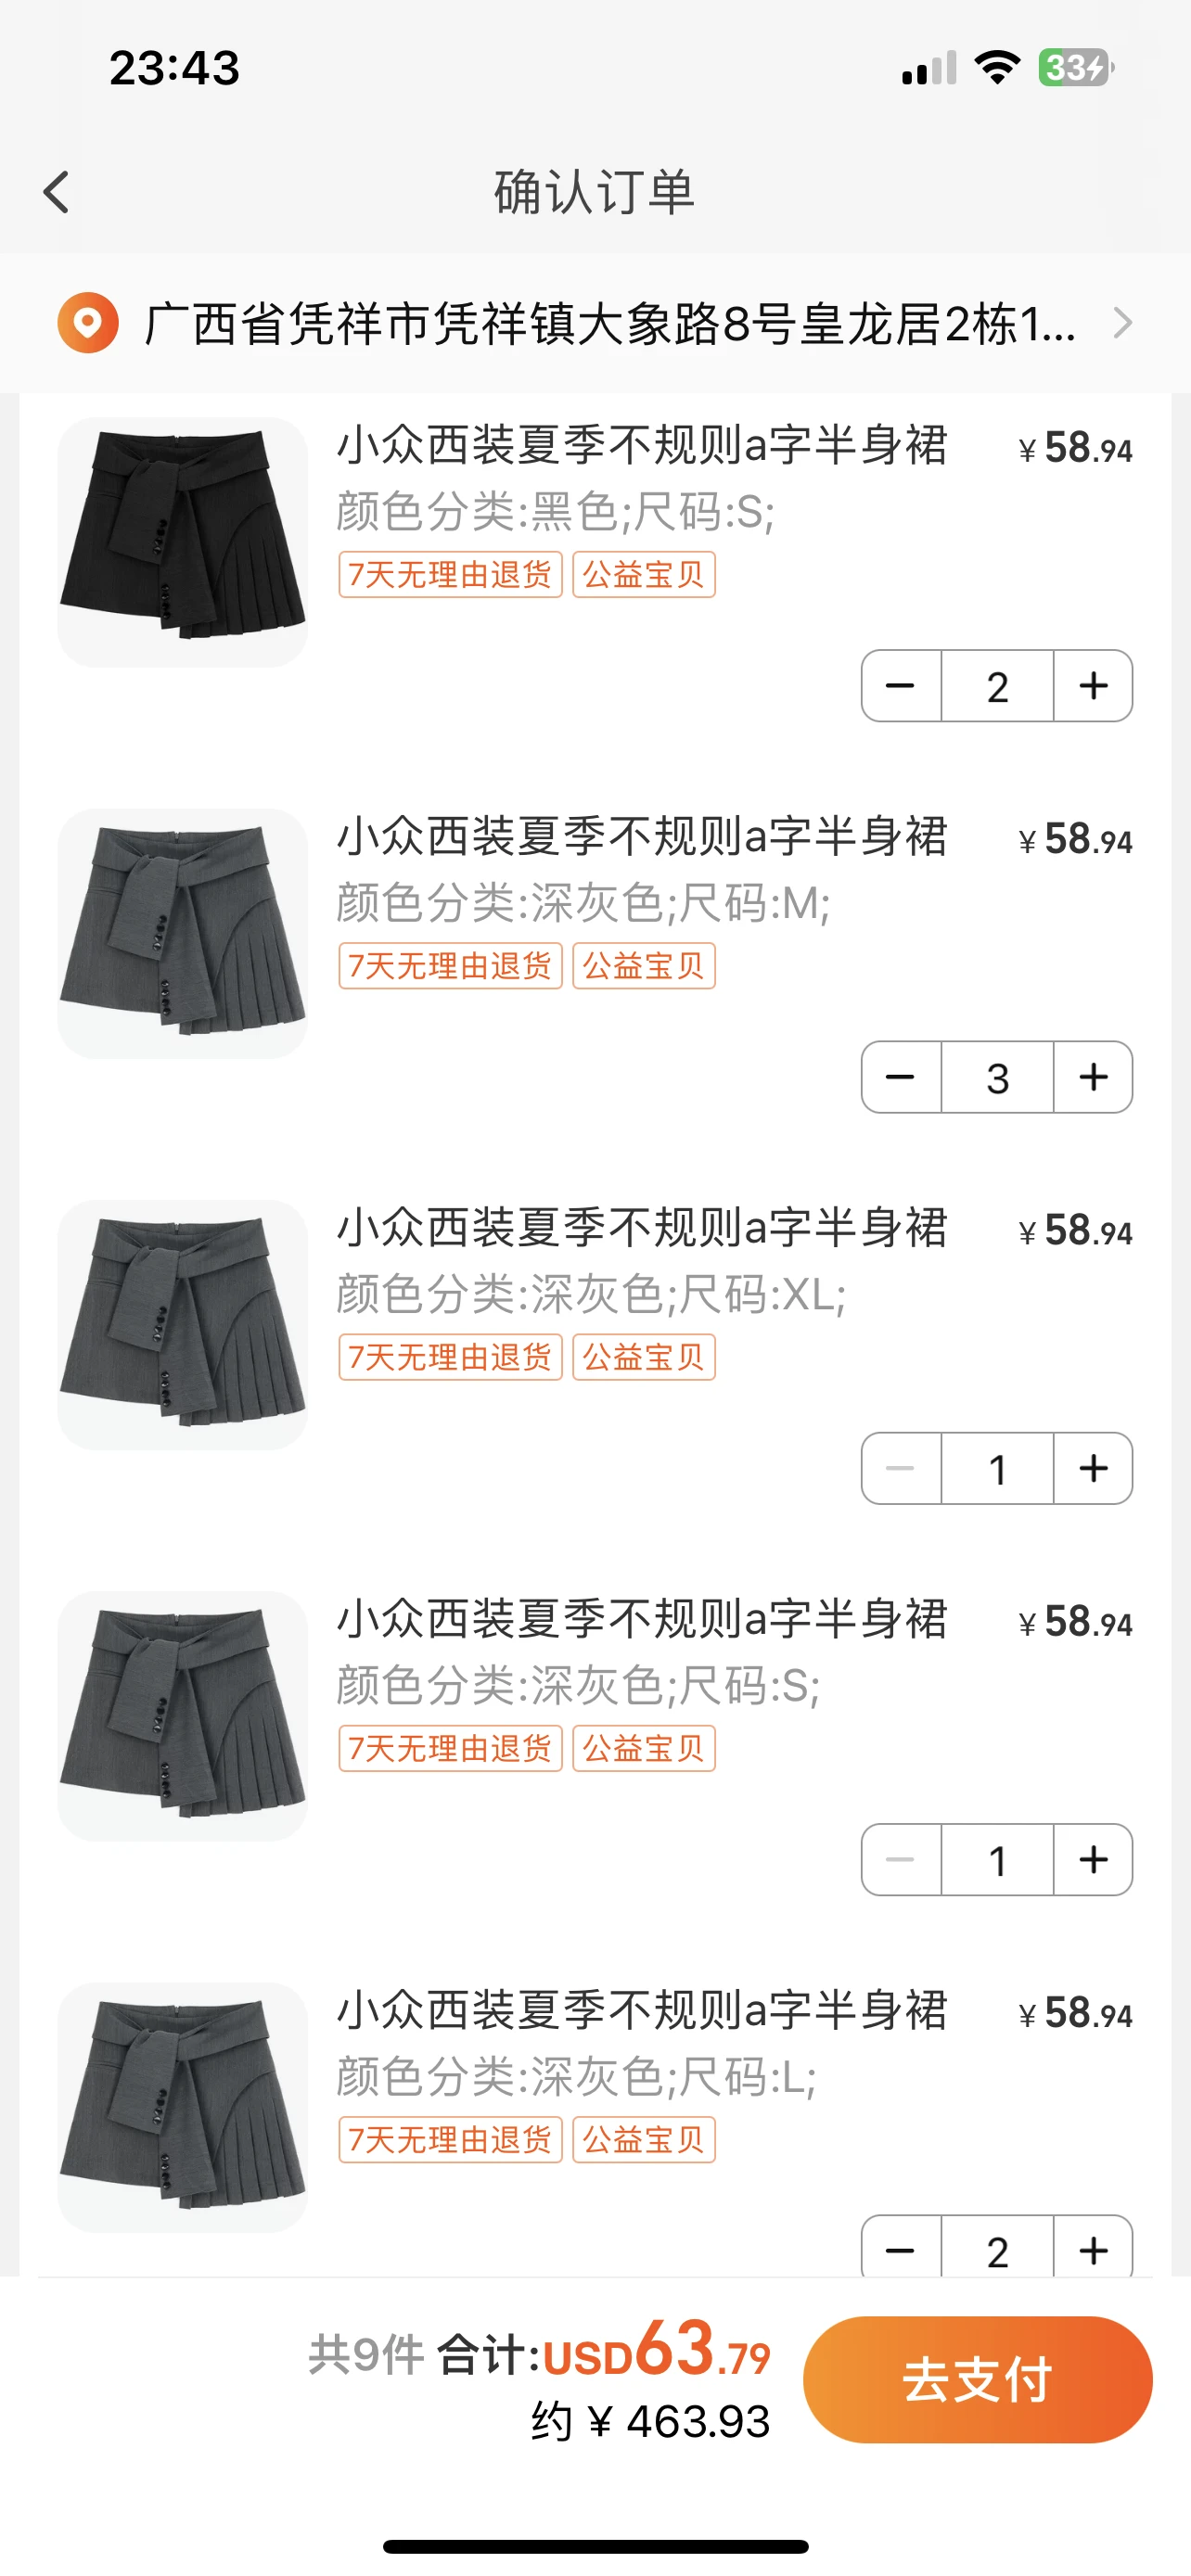 23:43
33
确认订单
广西省凭祥市凭祥镇大象路8号皇龙居2栋1...
小众西装夏季不规则a字半身裙 ¥58.94
颜色分类:黑色;尺码:S;
7天无理由退货 公益宝贝
2
小众西装夏季不规则a字半身裙 ¥58.94
颜色分类:深灰色;尺码:M;
7天无理由退货 公益宝贝
3
小众西装夏季不规则a字半身裙 ¥58.94
颜色分类:深灰色;尺码:XL;
7天无理由退货 公益宝贝
1
小众西装夏季不规则a字半身裙 ¥58.94
颜色分类:深灰色;尺码:S;
7天无理由退货 公益宝贝
1
小众西装夏季不规则a字半身裙 ¥58.94
颜色分类:深灰色;尺码:L;
7天无理由退货 公益宝贝
2
共9件 合计:USD63.79
约 ¥ 463.93
去支付